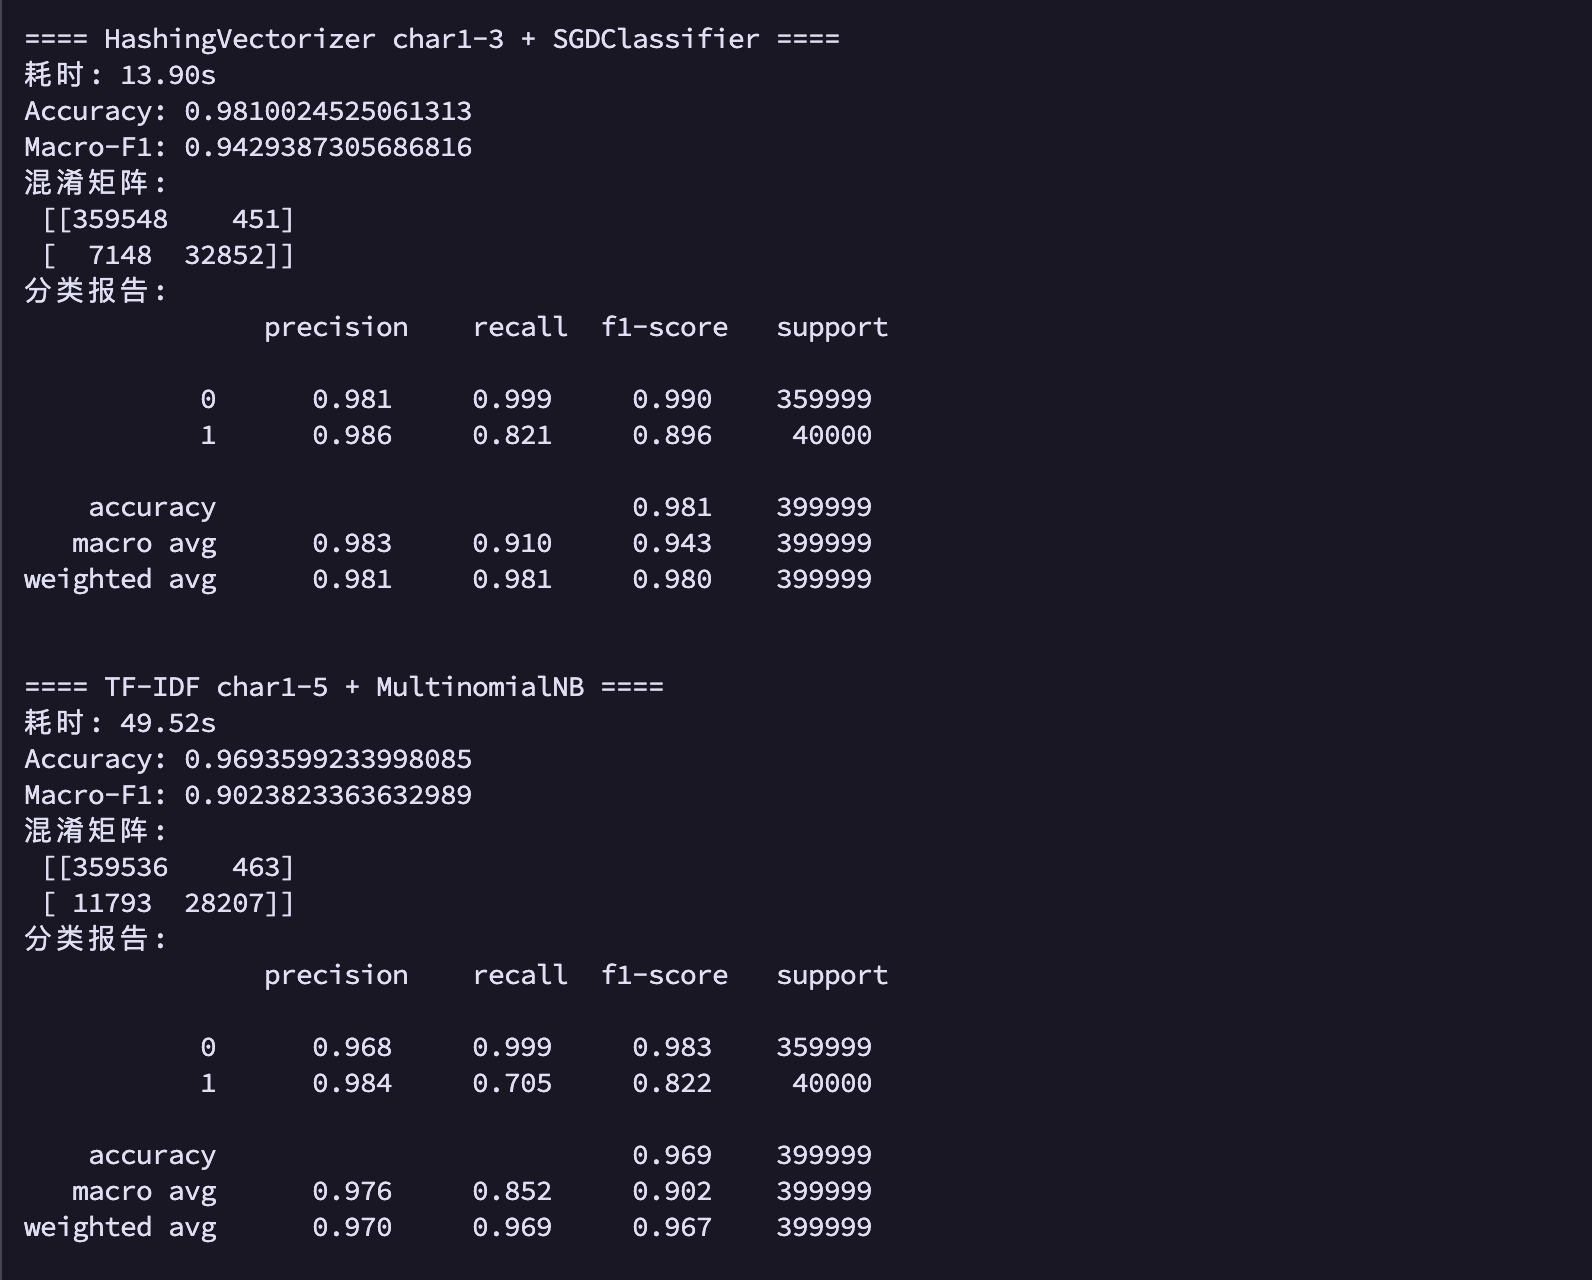 ==== HashingVectorizer char1-3 + SGDClassifier ====
耗时: 13.90s
Accuracy: 0.9810024525061313
Macro-F1: 0.9429387305686816
混淆矩阵:
 [[359548    451]
 [  7148  32852]]
分类报告:
               precision    recall  f1-score   support

           0      0.981     0.999     0.990    359999
           1      0.986     0.821     0.896     40000

    accuracy                          0.981    399999
   macro avg      0.983     0.910     0.943    399999
weighted avg      0.981     0.981     0.980    399999


==== TF-IDF char1-5 + MultinomialNB ====
耗时: 49.52s
Accuracy: 0.9693599233998085
Macro-F1: 0.9023823363632989
混淆矩阵:
 [[359536    463]
 [ 11793  28207]]
分类报告:
               precision    recall  f1-score   support

           0      0.968     0.999     0.983    359999
           1      0.984     0.705     0.822     40000

    accuracy                          0.969    399999
   macro avg      0.976     0.852     0.902    399999
weighted avg      0.970     0.969     0.967    399999